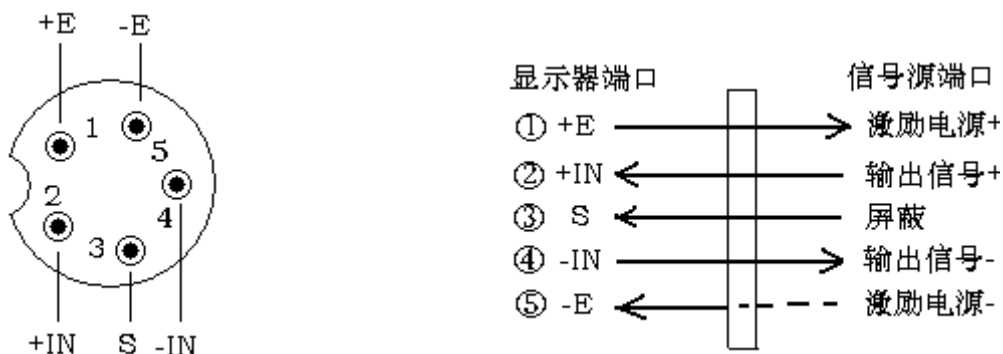 +E -E
1
5
2
4
3
+IN S -IN
显示器端口 信号源端口
① +E 激励电源+
② +IN 输出信号+
③ S 屏蔽
④ -IN 输出信号-
⑤ -E 激励电源-